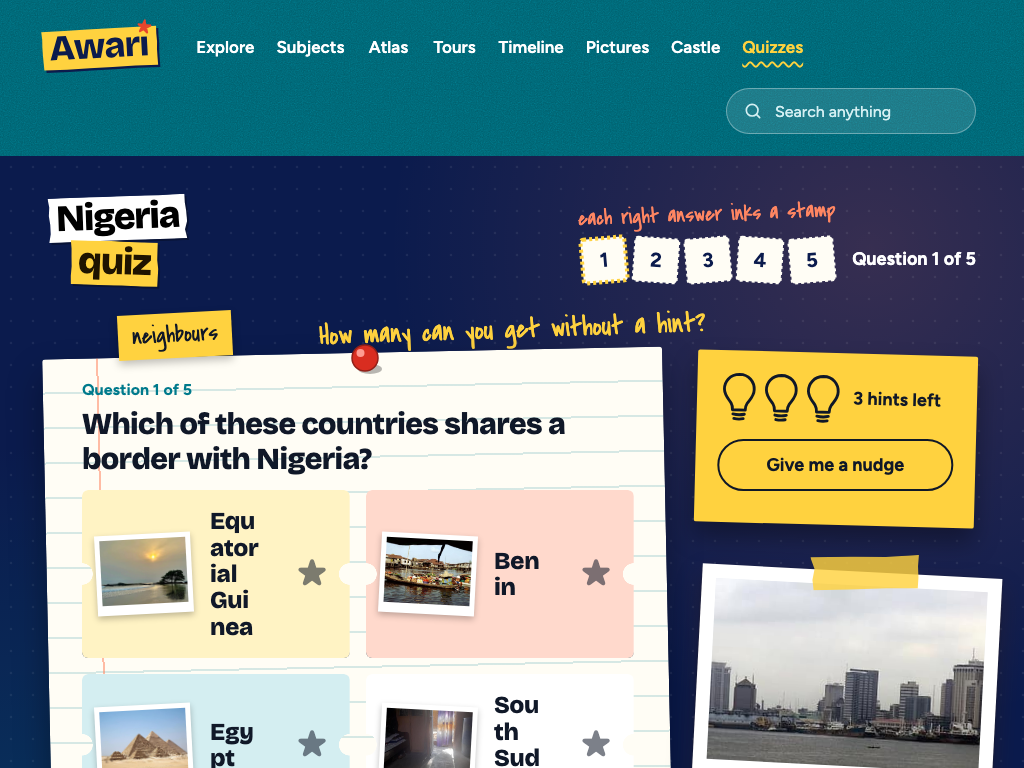 Awari
Explore Subjects Atlas Tours Timeline Pictures Castle Quizzes
Search anything
Nigeria
quiz
each right answer inks a stamp
1 2 3 4 5 Question 1 of 5
neighbours
How many can you get without a hint?
Question 1 of 5
Which of these countries shares a
border with Nigeria?
3 hints left
Give me a nudge
Equ
ator
ial
Gui
nea
Ben
in
Egy
pt
Sou
th
Sud